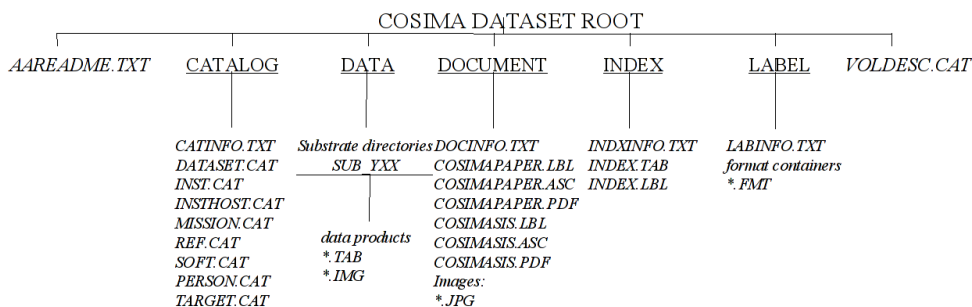 COSIMA DATASET ROOT
AAREADME.TXT
CATALOG
DATA
DOCUMENT
INDEX
LABEL
VOLDESC.CAT
CATINFO.TXT
DATASET.CAT
INST.CAT
INSTHOST.CAT
MISSION.CAT
REF.CAT
SOFT.CAT
PERSON.CAT
TARGET.CAT
Substrate directories
SUB_YXX
data products
*.TAB
*.IMG
DOCINFO.TXT
COSIMAPAPER.LBL
COSIMAPAPER.ASC
COSIMAPAPER.PDF
COSIMASIS.LBL
COSIMASIS.ASC
COSIMASIS.PDF
Images:
*.JPG
INDXINFO.TXT
INDEX.TAB
INDEX.LBL
LABINFO.TXT
format containers
*.FMT